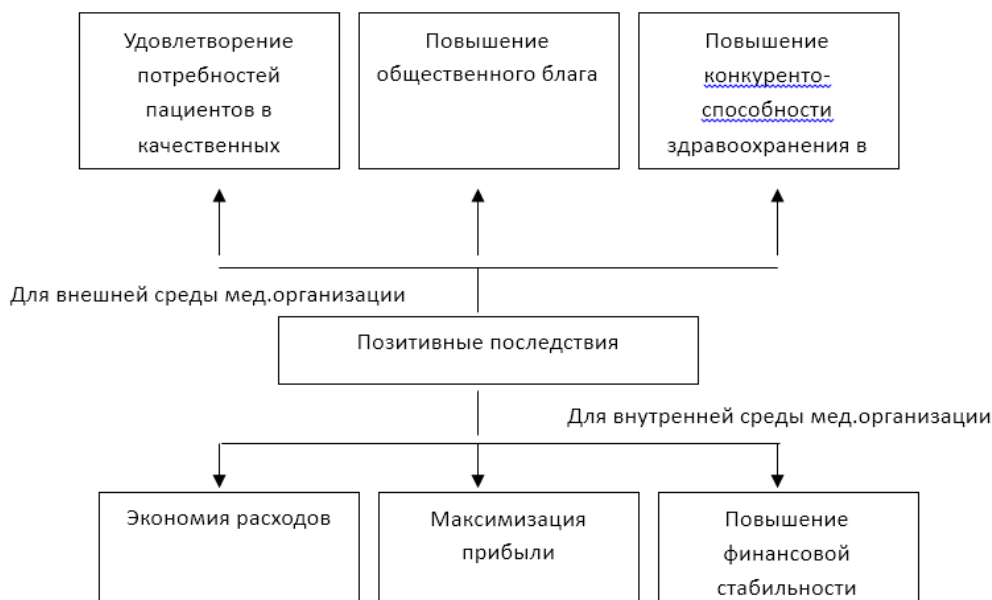 Удовлетворение
потребностей
пациентов в
качественных
Повышение
общественного блага
Повышение
конкуренто-
способности
здравоохранения в
Для внешней среды мед.организации
Позитивные последствия
Для внутренней среды мед.организации
Экономия расходов
Максимизация
прибыли
Повышение
финансовой
стабильности